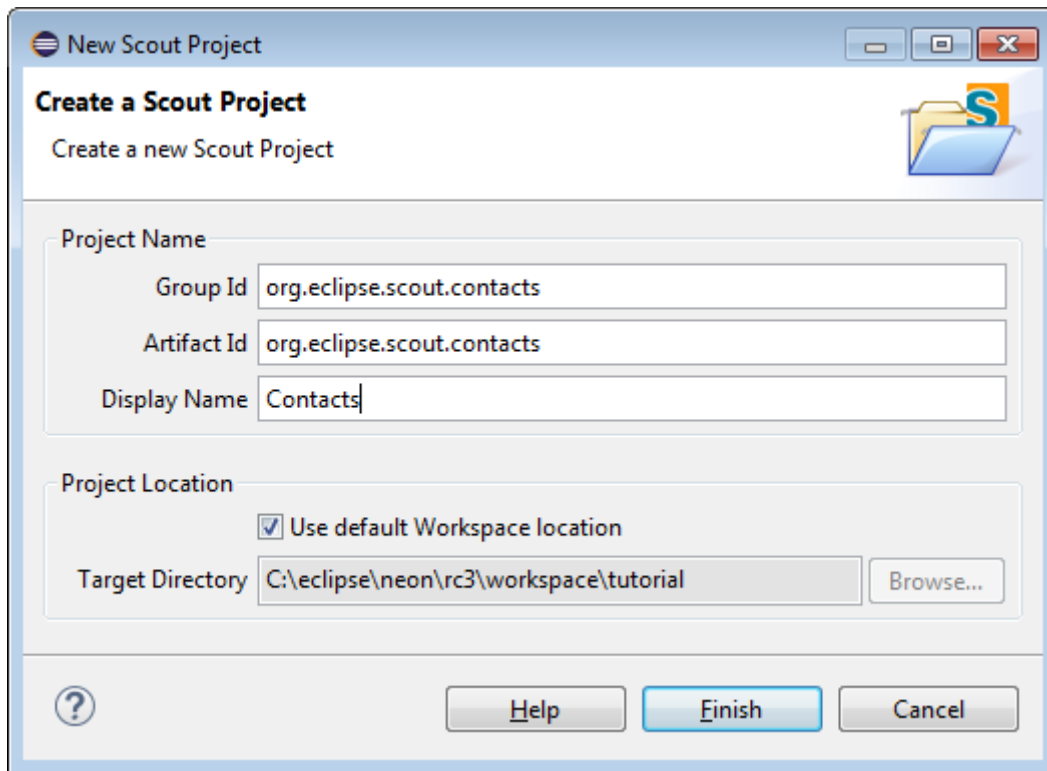 New Scout Project
Create a Scout Project
Create a new Scout Project
S
Project Name
Group Id org.eclipse.scout.contacts
Artifact Id org.eclipse.scout.contacts
Display Name Contacts
Project Location
Use default Workspace location
Target Directory C:\eclipse\neon\rc3\workspace\tutorial Browse...
? Help Finish Cancel